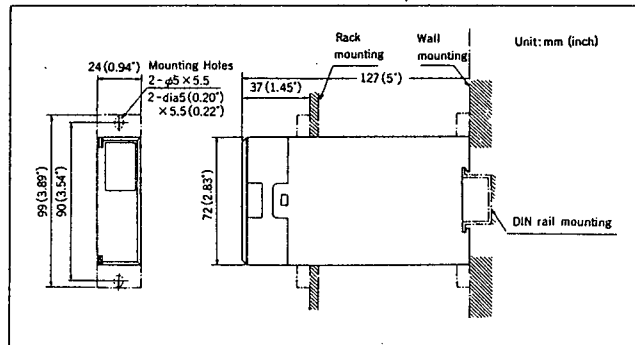 24 (0.94")
Mounting Holes
2-φ5×5.5
2-dia5(0.20")
×5.5(0.22")
Rack
mounting
Wall
mounting
Unit: mm (inch)
127 (5")
37 (1.45")
99 (3.89")
90 (3.54")
72 (2.83")
DIN rail mounting